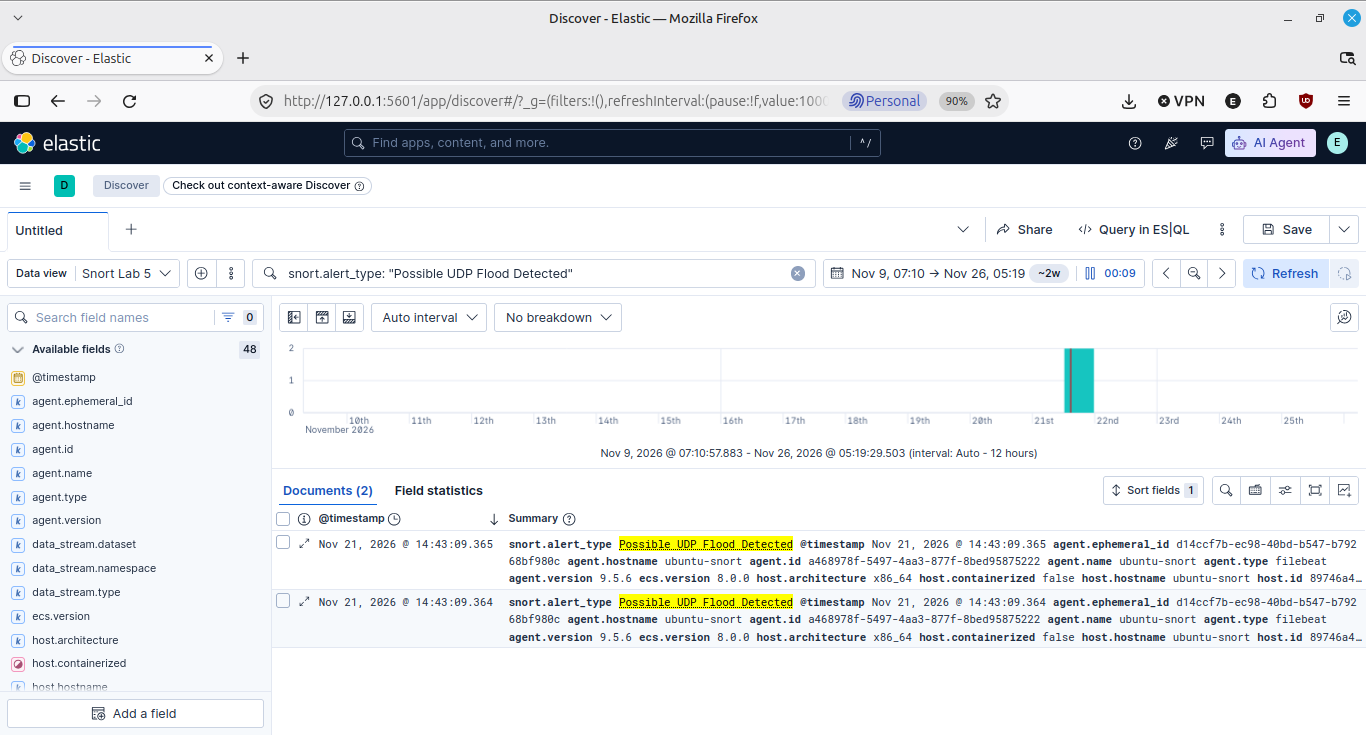 Discover - Elastic — Mozilla Firefox
Discover - Elastic
http://127.0.0.1:5601/app/discover#/?_g=(filters:!(),refreshInterval:(pause:!f,value:1000
Personal
90%
VPN
E
elastic
Find apps, content, and more.
^/
AI Agent
E
D
Discover
Check out context-aware Discover
Untitled
Share
Query in ES|QL
Save
Data view
Snort Lab 5
snort.alert_type: "Possible UDP Flood Detected"
Nov 9, 07:10 → Nov 26, 05:19
~2w
00:09
Refresh
Search field names
0
Auto interval
No breakdown
Available fields
48
@timestamp
agent.ephemeral_id
agent.hostname
agent.id
agent.name
agent.type
agent.version
data_stream.dataset
data_stream.namespace
data_stream.type
ecs.version
host.architecture
host.containerized
host.hostname
Add a field
2
1
0
10th 11th 12th 13th 14th 15th 16th 17th 18th 19th 20th 21st 22nd 23rd 24th 25th
November 2026
Nov 9, 2026 @ 07:10:57.883 - Nov 26, 2026 @ 05:19:29.503 (interval: Auto - 12 hours)
Documents (2)
Field statistics
Sort fields 1
@timestamp
Summary
Nov 21, 2026 @ 14:43:09.365
snort.alert_type Possible UDP Flood Detected @timestamp Nov 21, 2026 @ 14:43:09.365 agent.ephemeral_id d14ccf7b-ec98-40bd-b547-b792
68bf980c agent.hostname ubuntu-snort agent.id a468978f-5497-4aa3-877f-8bed95875222 agent.name ubuntu-snort agent.type filebeat
agent.version 9.5.6 ecs.version 8.0.0 host.architecture x86_64 host.containerized false host.hostname ubuntu-snort host.id 89746a4…
Nov 21, 2026 @ 14:43:09.364
snort.alert_type Possible UDP Flood Detected @timestamp Nov 21, 2026 @ 14:43:09.364 agent.ephemeral_id d14ccf7b-ec98-40bd-b547-b792
68bf980c agent.hostname ubuntu-snort agent.id a468978f-5497-4aa3-877f-8bed95875222 agent.name ubuntu-snort agent.type filebeat
agent.version 9.5.6 ecs.version 8.0.0 host.architecture x86_64 host.containerized false host.hostname ubuntu-snort host.id 89746a4…